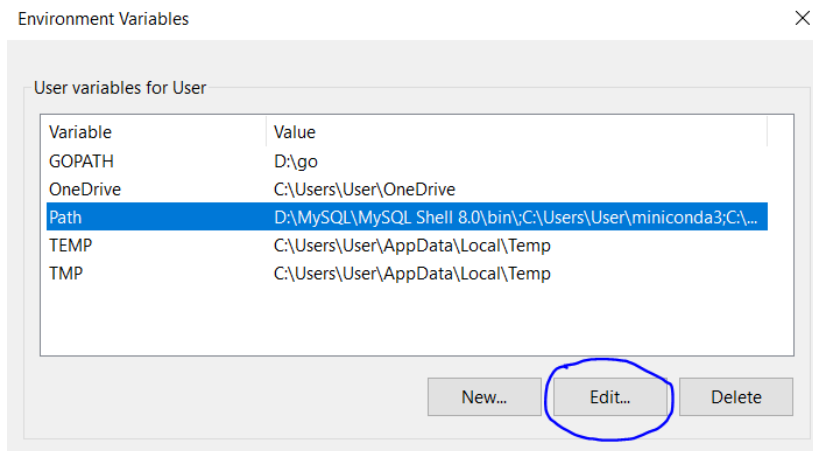 Environment Variables
User variables for User
Variable Value
GOPATH D:\go
OneDrive C:\Users\User\OneDrive
Path D:\MySQL\MySQL Shell 8.0\bin\;C:\Users\User\miniconda3;C:\...
TEMP C:\Users\User\AppData\Local\Temp
TMP C:\Users\User\AppData\Local\Temp
New... Edit... Delete